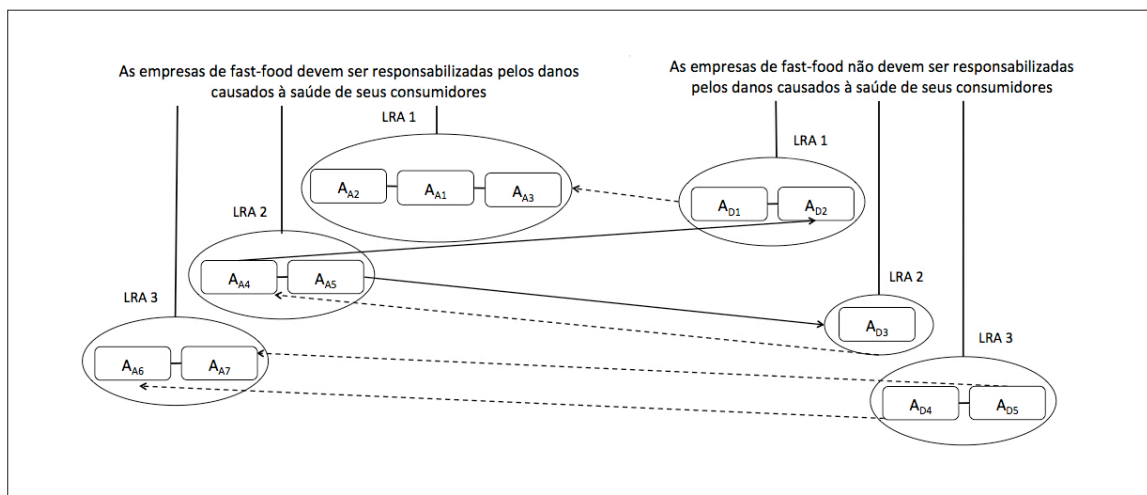 As empresas de fast-food devem ser responsabilizadas pelos danos
causados à saúde de seus consumidores
As empresas de fast-food não devem ser responsabilizadas
pelos danos causados à saúde de seus consumidores
LRA 1
LRA 1
A_A2 A_A1 A_A3
A_D1 A_D2
LRA 2
A_A4 A_A5
LRA 2
A_D3
LRA 3
A_A6 A_A7
LRA 3
A_D4 A_D5